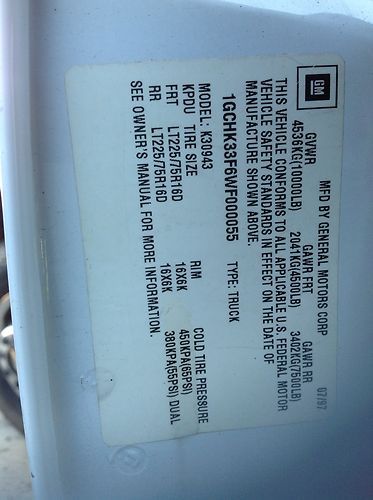 GM
MFD BY GENERAL MOTORS CORP 07/97
GVWR GAWR FRT GAWR RR
4536KG(10000LB) 2041KG(4500LB) 3402KG(7500LB)
THIS VEHICLE CONFORMS TO ALL APPLICABLE U.S. FEDERAL MOTOR
VEHICLE SAFETY STANDARDS IN EFFECT ON THE DATE OF
MANUFACTURE SHOWN ABOVE.
1GCHK33F6WF000055 TYPE: TRUCK
MODEL: K30943
KPDU TIRE SIZE RIM COLD TIRE PRESSURE
FRT LT225/75R16D 16X6K 450KPA(65PSI)
RR LT225/75R16D 16X6K 380KPA(55PSI) DUAL
SEE OWNER'S MANUAL FOR MORE INFORMATION.